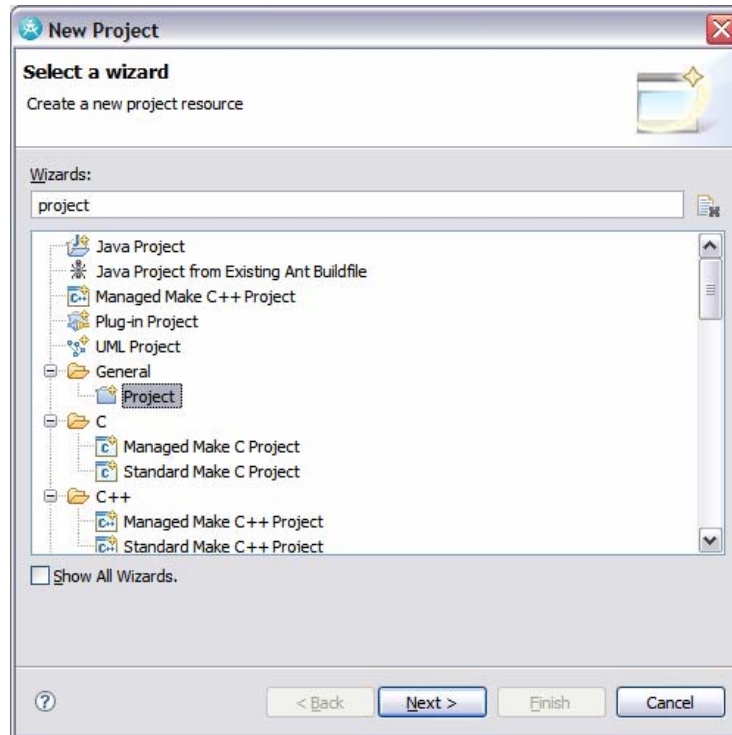 New Project
Select a wizard
Create a new project resource
Wizards:
project
Java Project
Java Project from Existing Ant Buildfile
Managed Make C++ Project
Plug-in Project
UML Project
General
Project
C
Managed Make C Project
Standard Make C Project
C++
Managed Make C++ Project
Standard Make C++ Project
Show All Wizards.
< Back Next > Finish Cancel